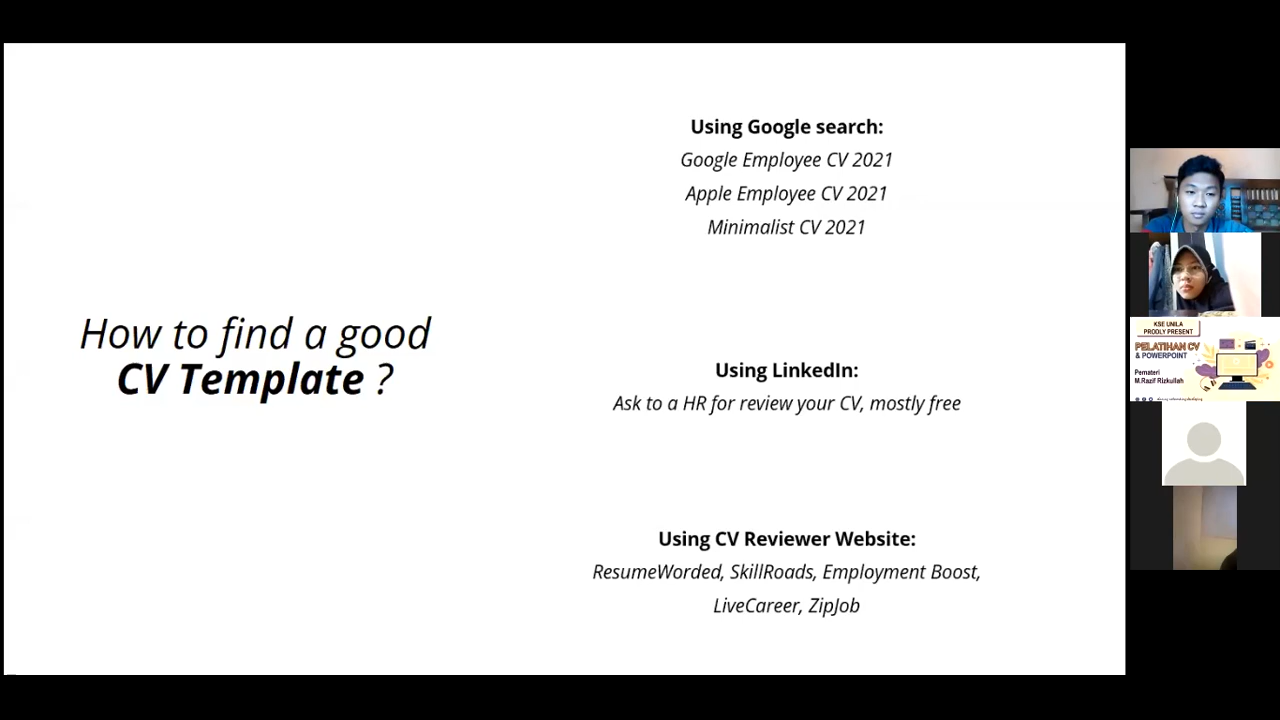 How to find a good
CV Template ?
Using Google search:
Google Employee CV 2021
Apple Employee CV 2021
Minimalist CV 2021
Using LinkedIn:
Ask to a HR for review your CV, mostly free
Using CV Reviewer Website:
ResumeWorded, SkillRoads, Employment Boost,
LiveCareer, ZipJob
KSE UNILA
PRODLY PRESENT
PELATIHAN CV
& POWERPOINT
Pemateri
M.Razif Rizkullah